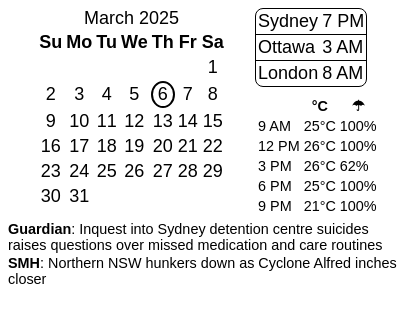 March 2025
Su Mo Tu We Th Fr Sa
1
2 3 4 5 6 7 8
9 10 11 12 13 14 15
16 17 18 19 20 21 22
23 24 25 26 27 28 29
30 31
Sydney 7 PM
Ottawa 3 AM
London 8 AM
°C ☂
9 AM 25°C 100%
12 PM 26°C 100%
3 PM 26°C 62%
6 PM 25°C 100%
9 PM 21°C 100%
Guardian: Inquest into Sydney detention centre suicides
raises questions over missed medication and care routines
SMH: Northern NSW hunkers down as Cyclone Alfred inches
closer